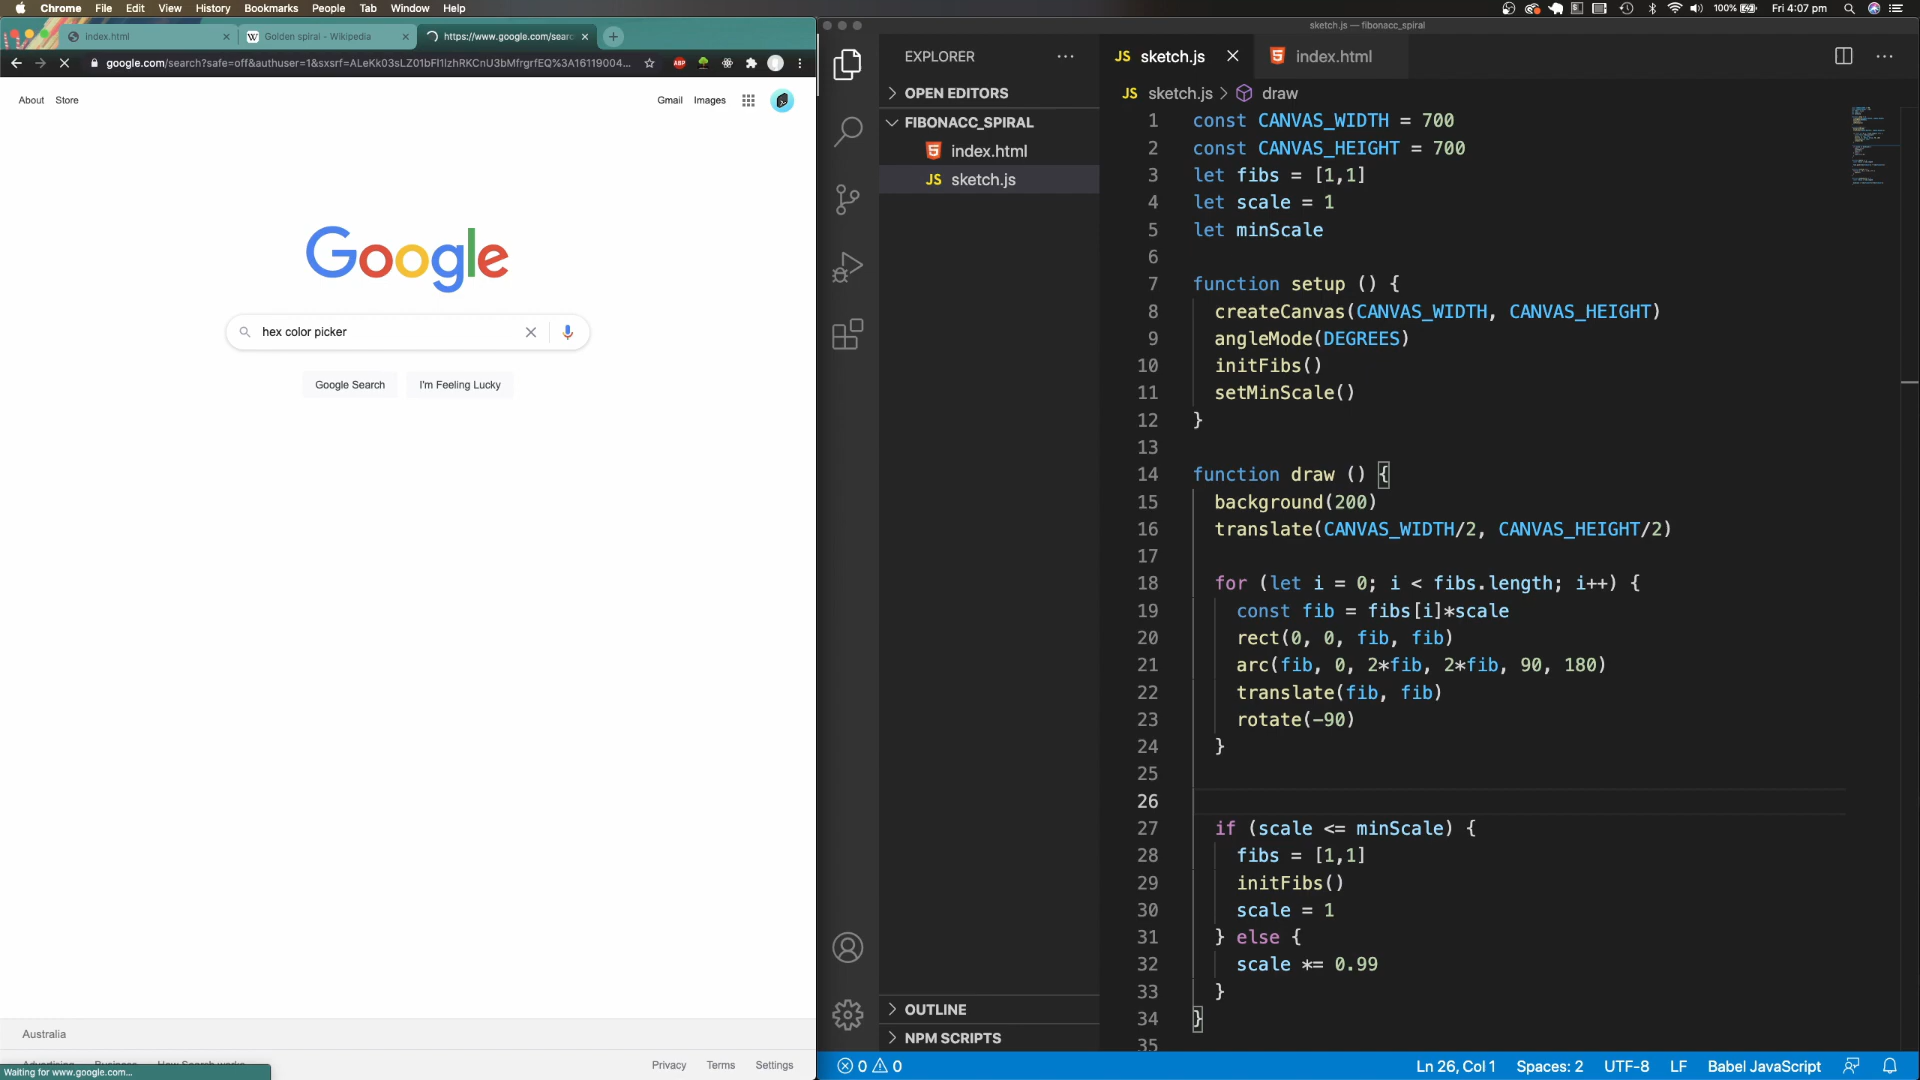 Chrome File Edit View History Bookmarks People Tab Window Help
100% Fri 4:07 pm
index.html
Golden spiral - Wikipedia
https://www.google.com/searc
google.com/search?safe=off&authuser=1&sxsrf=ALeKk03sLZ01bFI1lzhRKCnU3bMfrgrfEQ%3A16119004...
ABP
About Store
Gmail Images
Google
hex color picker
Google Search
I'm Feeling Lucky
Australia
Advertising Business How Search works
Privacy Terms Settings
Waiting for www.google.com...
sketch.js — fibonacc_spiral
EXPLORER
OPEN EDITORS
FIBONACC_SPIRAL
index.html
JS sketch.js
OUTLINE
NPM SCRIPTS
JS sketch.js
index.html
JS sketch.js > draw
1 const CANVAS_WIDTH = 700
2 const CANVAS_HEIGHT = 700
3 let fibs = [1,1]
4 let scale = 1
5 let minScale
6
7 function setup () {
8 createCanvas(CANVAS_WIDTH, CANVAS_HEIGHT)
9 angleMode(DEGREES)
10 initFibs()
11 setMinScale()
12 }
13
14 function draw () {
15 background(200)
16 translate(CANVAS_WIDTH/2, CANVAS_HEIGHT/2)
17
18 for (let i = 0; i < fibs.length; i++) {
19 const fib = fibs[i]*scale
20 rect(0, 0, fib, fib)
21 arc(fib, 0, 2*fib, 2*fib, 90, 180)
22 translate(fib, fib)
23 rotate(-90)
24 }
25
26
27 if (scale <= minScale) {
28 fibs = [1,1]
29 initFibs()
30 scale = 1
31 } else {
32 scale *= 0.99
33 }
34 }
35
0 0
Ln 26, Col 1 Spaces: 2 UTF-8 LF Babel JavaScript